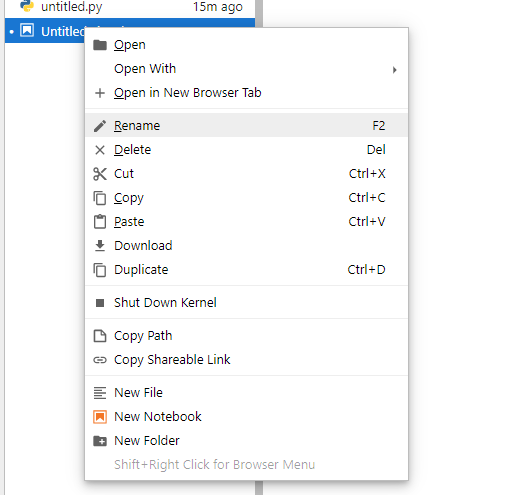 untitled.py 15m ago
Untitled
Open
Open With
Open in New Browser Tab
Rename F2
Delete Del
Cut Ctrl+X
Copy Ctrl+C
Paste Ctrl+V
Download
Duplicate Ctrl+D
Shut Down Kernel
Copy Path
Copy Shareable Link
New File
New Notebook
New Folder
Shift+Right Click for Browser Menu